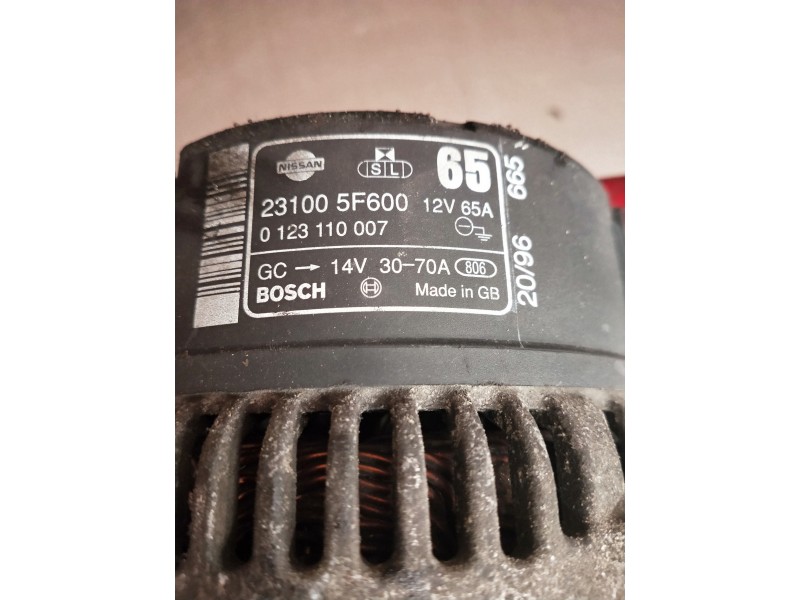 NISSAN
S L
65
23100 5F600 12V 65A
0 123 110 007
GC → 14V 30-70A 806
BOSCH Made in GB
20/96 665